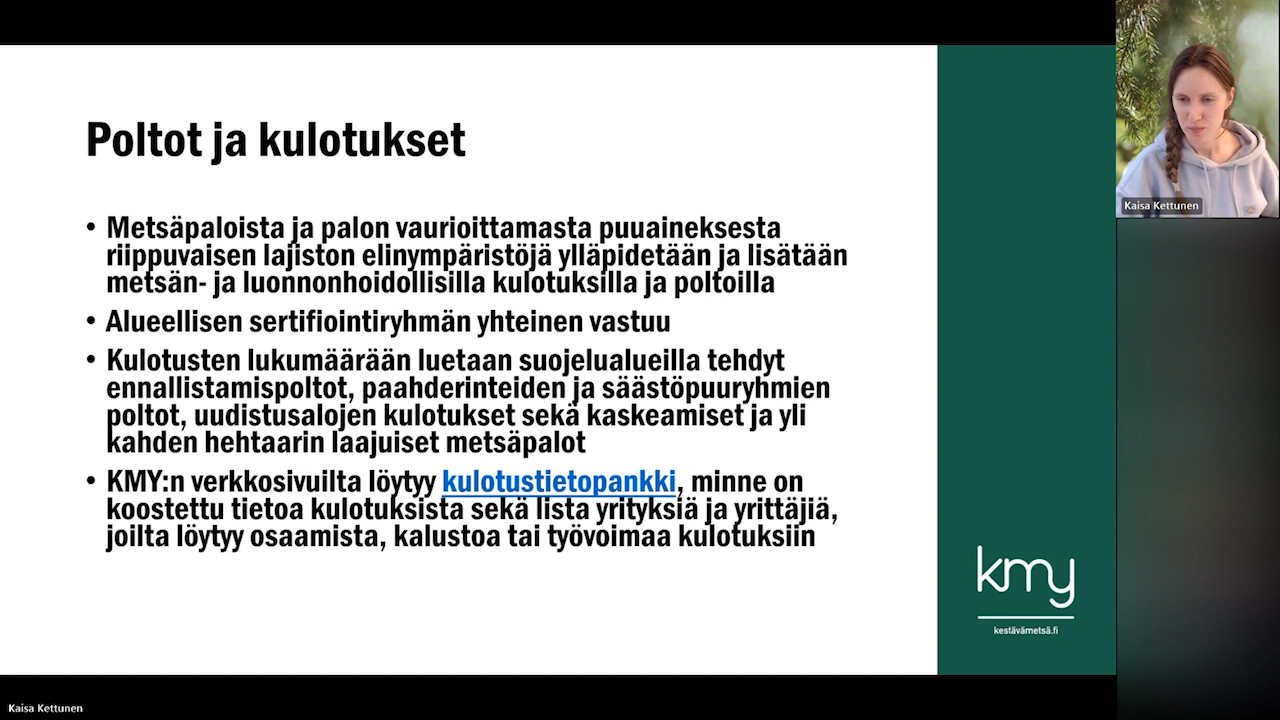 Poltot ja kulotukset
• Metsäpaloista ja palon vaurioittamasta puuaineksesta
riippuvaisen lajiston elinympäristöjä ylläpidetään ja lisätään
metsän- ja luonnonhoidollisilla kulotuksilla ja poltoilla
• Alueellisen sertifiointiryhmän yhteinen vastuu
• Kulotusten lukumäärään luetaan suojelualueilla tehdyt
ennallistamispoltot, paahderinteiden ja säästöpuuryhmien
poltot, uudistusalojen kulotukset sekä kaskeamiset ja yli
kahden hehtaarin laajuiset metsäpalot
• KMY:n verkkosivuilta löytyy kulotustietopankki, minne on
koostettu tietoa kulotuksista sekä lista yrityksiä ja yrittäjiä,
joilta löytyy osaamista, kalustoa tai työvoimaa kulotuksiin
kmy
kestävämetsä.fi
Kaisa Kettunen
Kaisa Kettunen